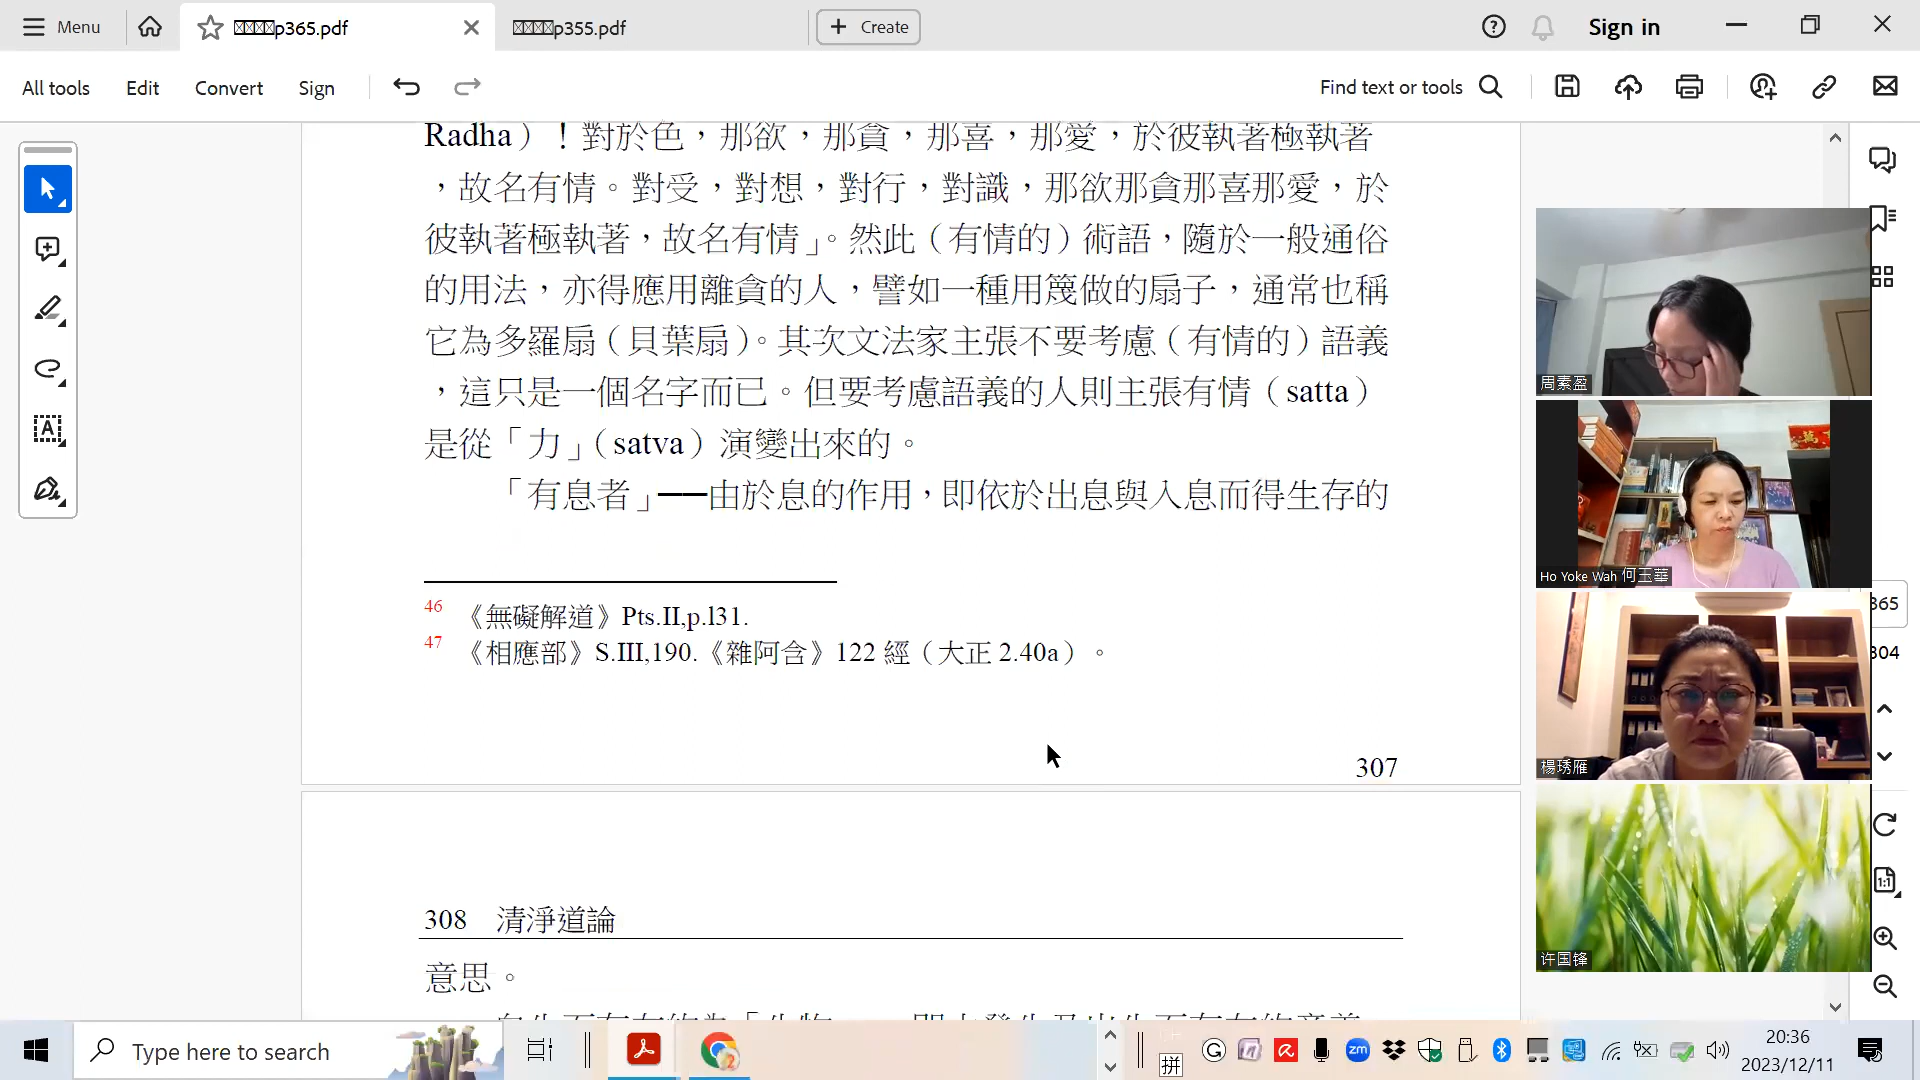 Menu
p365.pdf
p355.pdf
Create
Sign in
All tools
Edit
Convert
Sign
Find text or tools
Radha）！對於色，那欲，那貪，那喜，那愛，於彼執著極執著
，故名有情。對受，對想，對行，對識，那欲那貪那喜那愛，於
彼執著極執著，故名有情」。然此（有情的）術語，隨於一般通俗
的用法，亦得應用離貪的人，譬如一種用篾做的扇子，通常也稱
它為多羅扇（貝葉扇）。其次文法家主張不要考慮（有情的）語義
，這只是一個名字而已。但要考慮語義的人則主張有情（satta）
是從「力」（satva）演變出來的。
「有息者」──由於息的作用，即依於出息與入息而得生存的
46 《無礙解道》Pts.II,p.l31.
47 《相應部》S.III,190.《雜阿含》122 經（大正 2.40a）。
307
308 清淨道論
意思。
周素盈
Ho Yoke Wah 何玉華
楊琇雁
许国锋
365
304
Type here to search
拼
20:36
2023/12/11